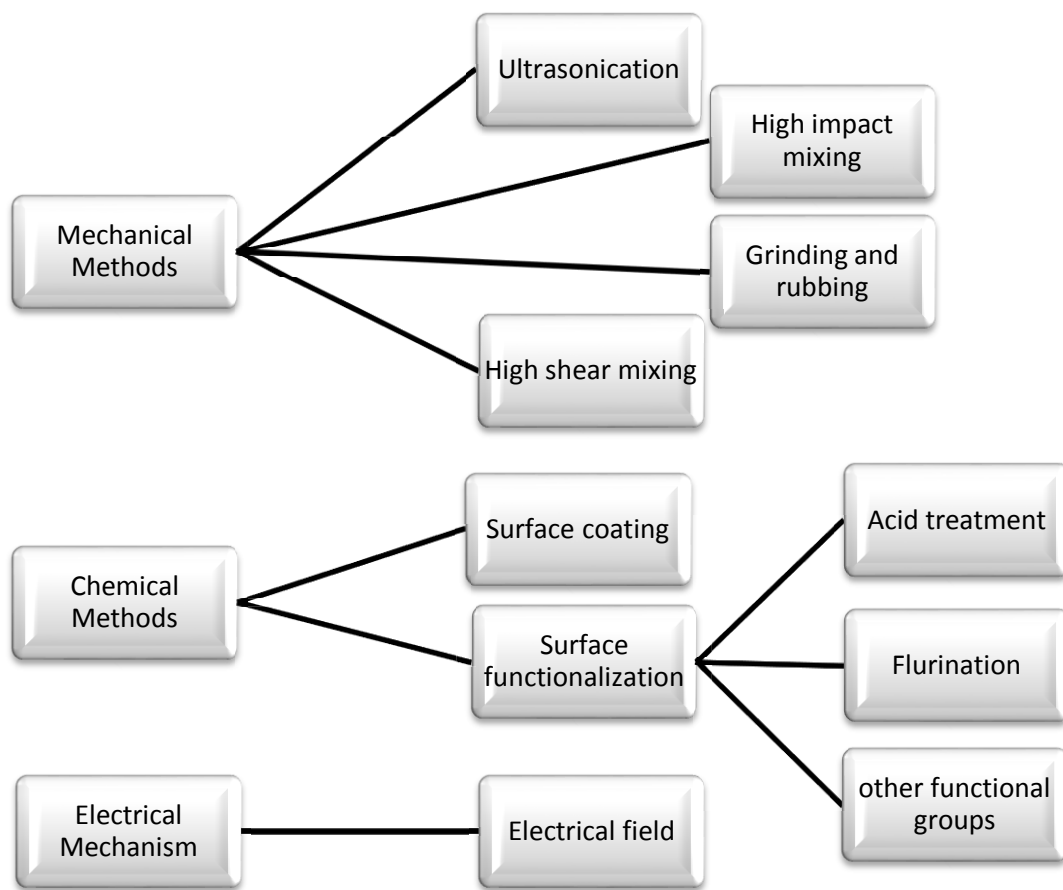 Ultrasonication
High impact
mixing
Mechanical
Methods
Grinding and
rubbing
High shear mixing
Surface coating
Acid treatment
Chemical
Methods
Surface
functionalization
Flurination
other functional
groups
Electrical
Mechanism
Electrical field